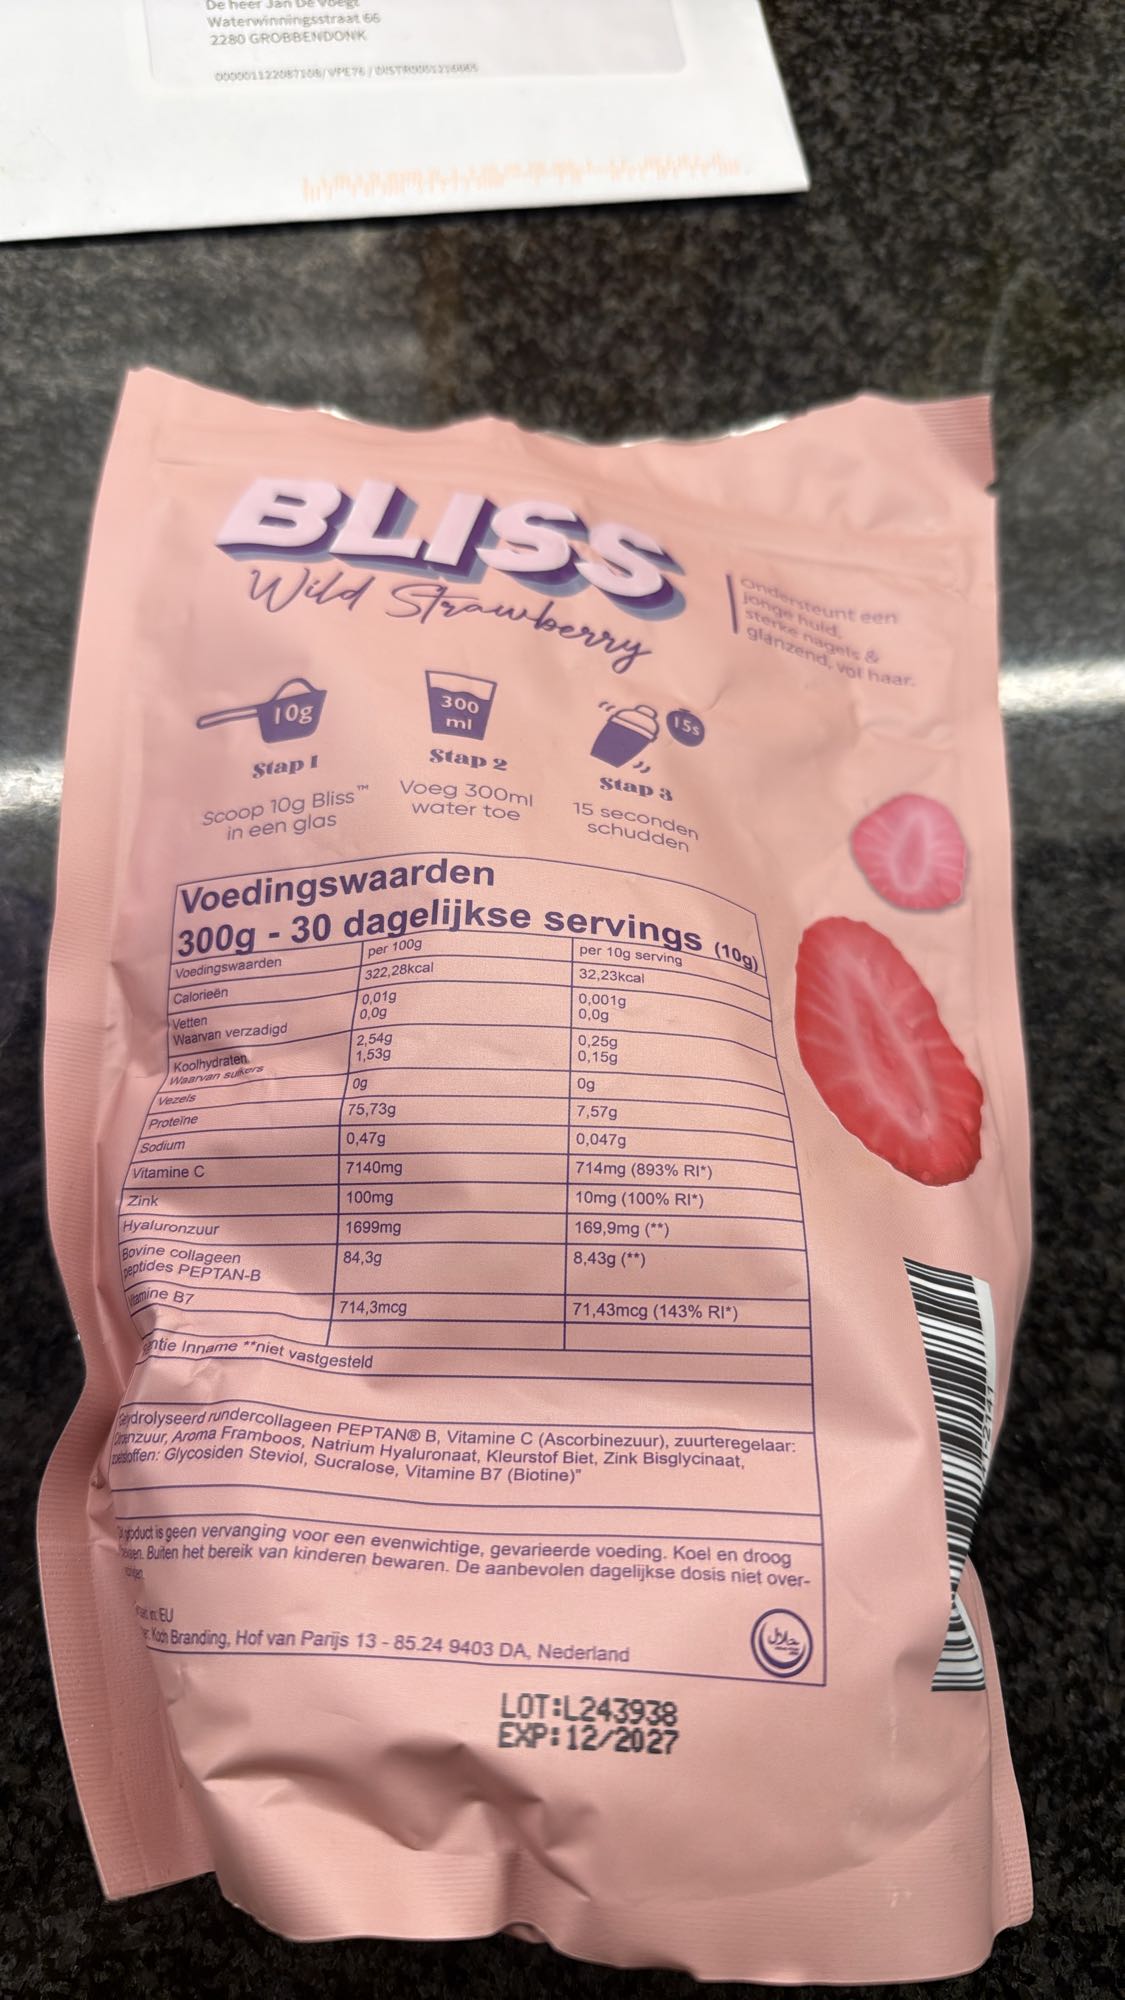 De heer Jan De Voegt
Waterwinningsstraat 66
2280 GROBBENDONK
BLISS
Wild Strawberry
Ondersteunt een
jonge huid,
sterke nagels &
glanzend, vol haar.
10g
300
ml
15s
Stap 1
Stap 2
Stap 3
Scoop 10g Bliss™
in een glas
Voeg 300ml
water toe
15 seconden
schudden
Voedingswaarden
300g - 30 dagelijkse servings (10g)
Voedingswaarden per 100g per 10g serving
Calorieën 322,28kcal 32,23kcal
Vetten 0,01g 0,001g
Waarvan verzadigd 0,0g 0,0g
Koolhydraten 2,54g 0,25g
Waarvan suikers 1,53g 0,15g
Vezels 0g 0g
Proteïne 75,73g 7,57g
Sodium 0,47g 0,047g
Vitamine C 7140mg 714mg (893% RI*)
Zink 100mg 10mg (100% RI*)
Hyaluronzuur 1699mg 169,9mg (**)
Bovine collageen 84,3g 8,43g (**)
peptides PEPTAN-B
Vitamine B7 714,3mcg 71,43mcg (143% RI*)
Inname **niet vastgesteld
rundercollageen PEPTAN® B, Vitamine C (Ascorbinezuur), zuurteregelaar:
Aroma Framboos, Natrium Hyaluronaat, Kleurstof Biet, Zink Bisglycinaat,
Glycosiden Steviol, Sucralose, Vitamine B7 (Biotine)"
product is geen vervanging voor een evenwichtige, gevarieerde voeding. Koel en droog
Buiten het bereik van kinderen bewaren. De aanbevolen dagelijkse dosis niet over-
in EU
Koch Branding, Hof van Parijs 13 - 85.24 9403 DA, Nederland
حلال
LOT:L243938
EXP:12/2027